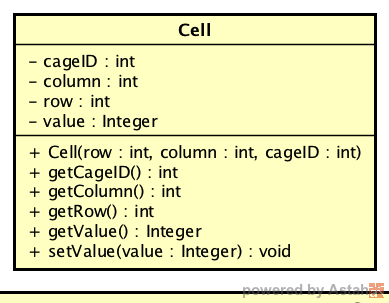 Cell
- cageID : int
- column : int
- row : int
- value : Integer
+ Cell(row : int, column : int, cageID : int)
+ getCageID() : int
+ getColumn() : int
+ getRow() : int
+ getValue() : Integer
+ setValue(value : Integer) : void
powered by Astah